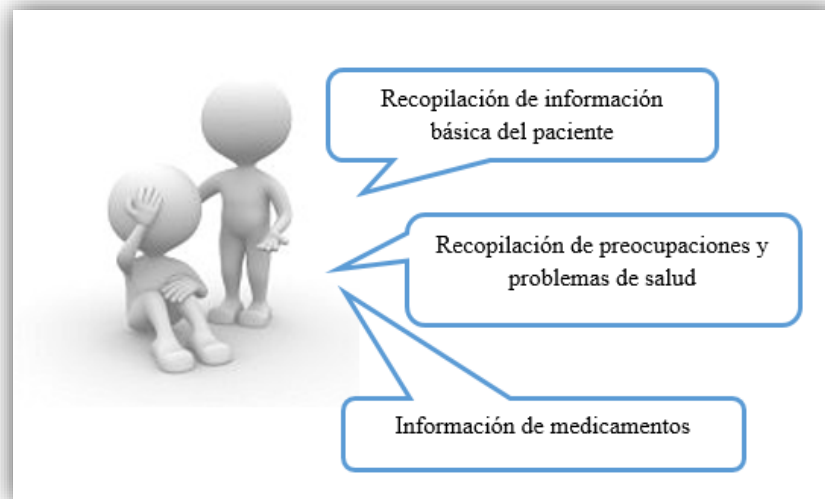 Recopilación de información
básica del paciente
Recopilación de preocupaciones y
problemas de salud
Información de medicamentos